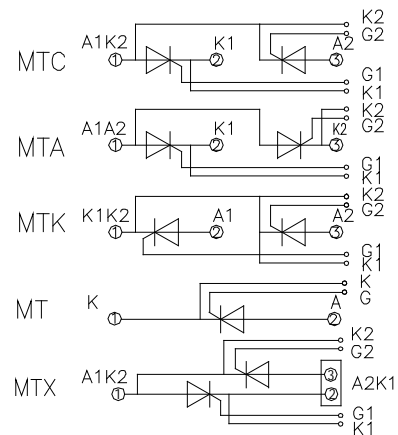 K2
A1K2 K1 A2 G2
MTC 1 2 3
G1
K1
A1A2 K1 K2 K2
G2
MTA 1 2 3
G1
K1
K2
K1K2 A1 A2 G2
MTK 1 2 3
G1
K1
K
K A G
MT 1 2
K2
G2
A1K2 3 A2K1
MTX 1 2
G1
K1